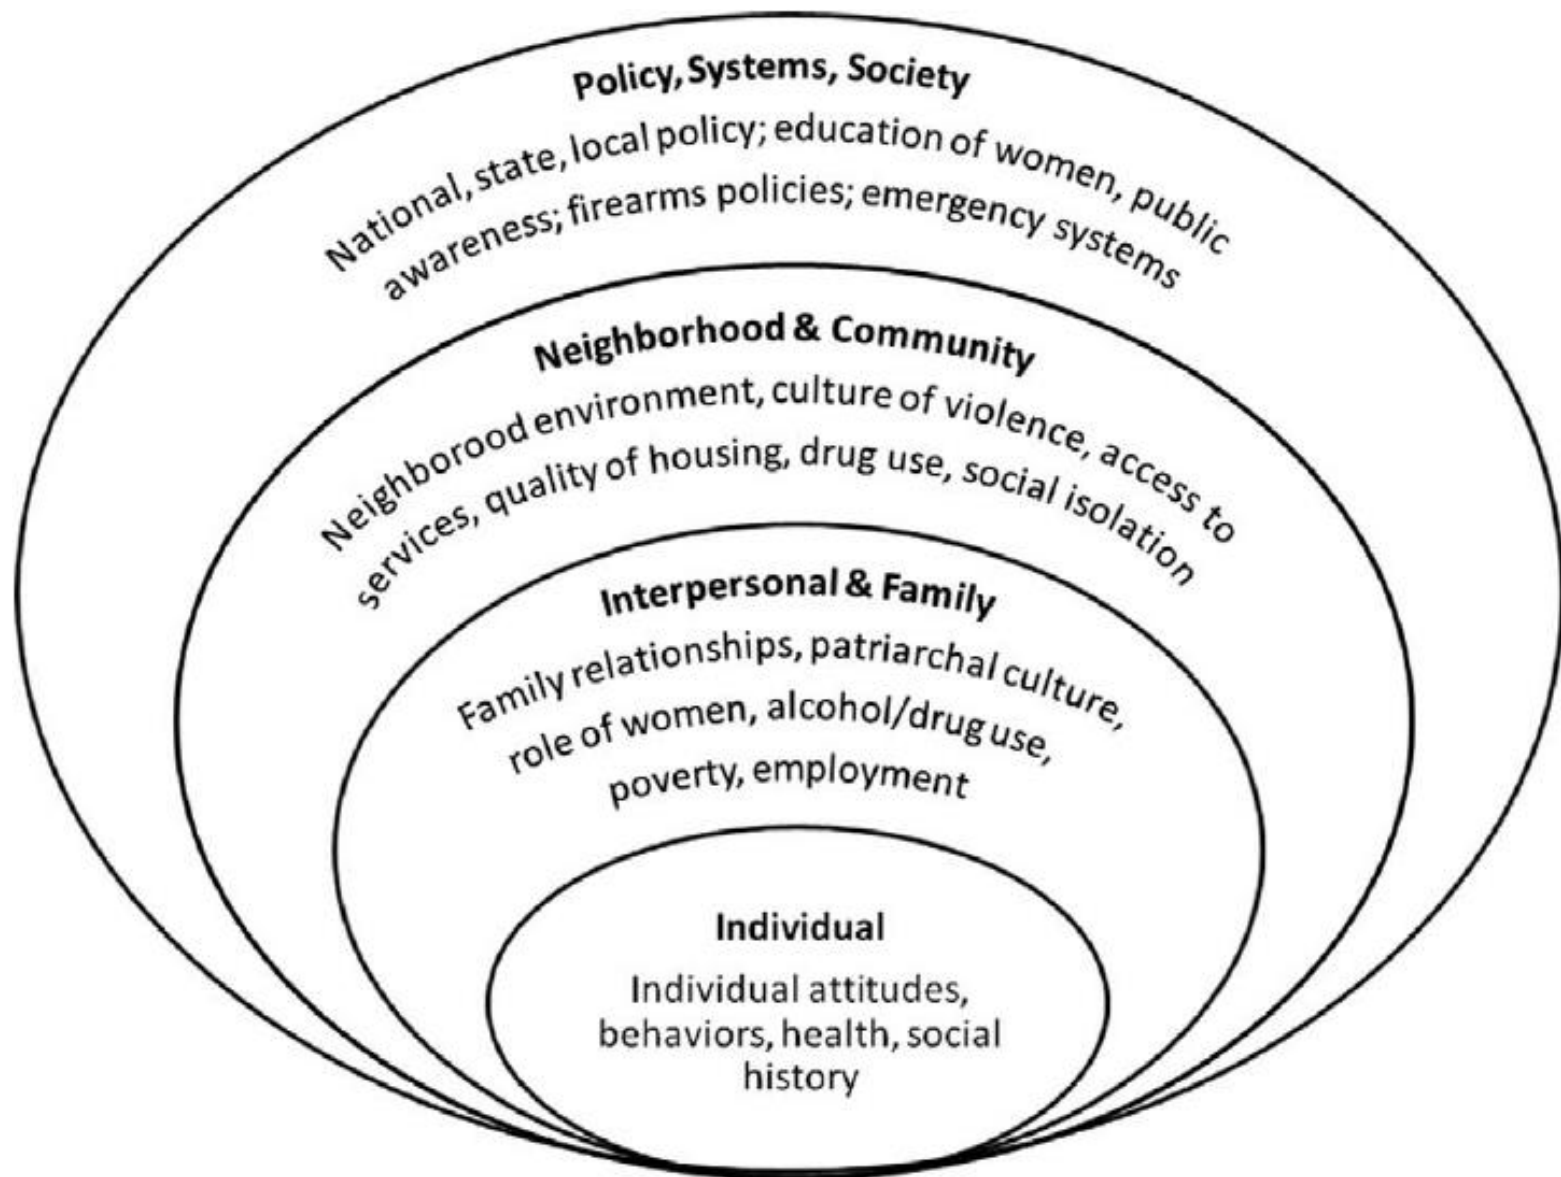 Policy, Systems, Society
National, state, local policy; education of women, public
awareness; firearms policies; emergency systems
Neighborhood & Community
Neighborood environment, culture of violence, access to
services, quality of housing, drug use, social isolation
Interpersonal & Family
Family relationships, patriarchal culture,
role of women, alcohol/drug use,
poverty, employment
Individual
Individual attitudes,
behaviors, health, social
history